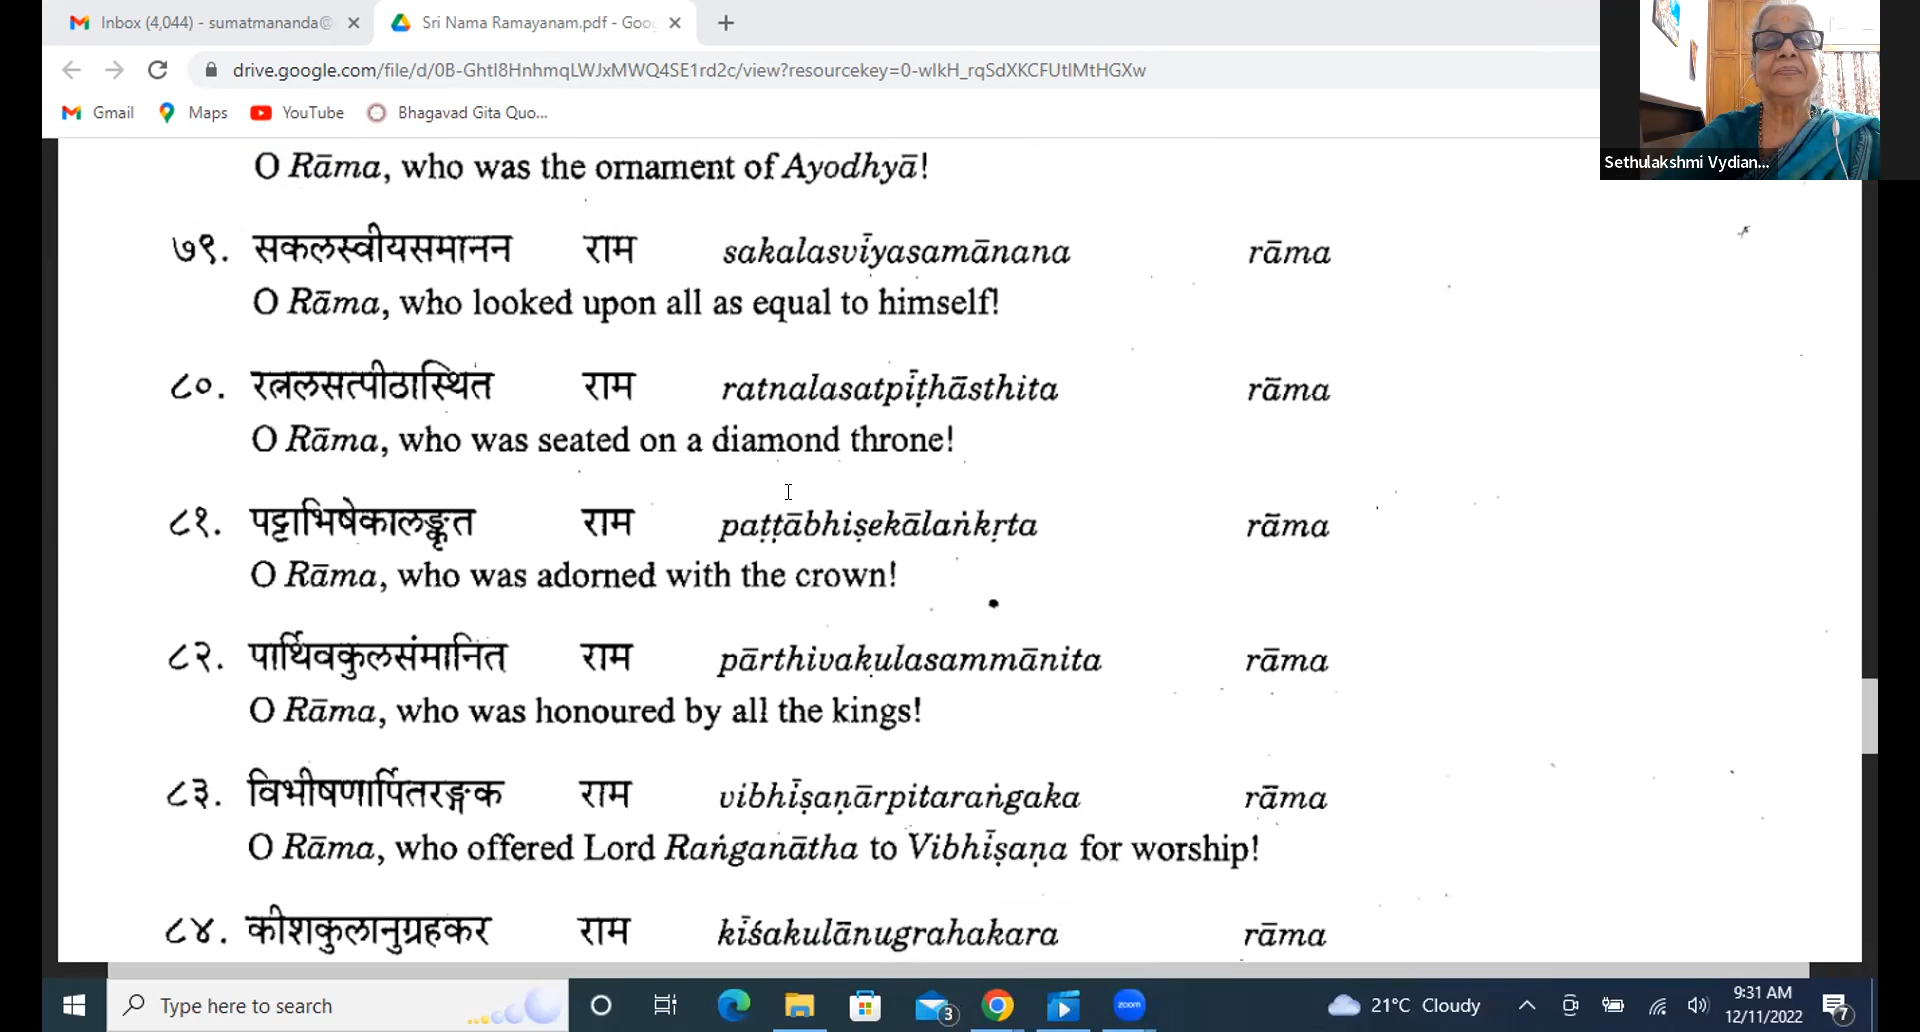 Inbox (4,044) - sumatmananda@
Sri Nama Ramayanam.pdf - Goo
drive.google.com/file/d/0B-Ghtl8HnhmqLWJxMWQ4SE1rd2c/view?resourcekey=0-wlkH_rqSdXKCFUtlMtHGXw
Gmail Maps YouTube Bhagavad Gita Quo...
Sethulakshmi Vydian...
O Rāma, who was the ornament of Ayodhyā!
७९. सकलस्वीयसमानन राम sakalasvīyasamānana rāma
O Rāma, who looked upon all as equal to himself!
८०. रत्नलसत्पीठास्थित राम ratnalasatpīṭhāsthita rāma
O Rāma, who was seated on a diamond throne!
८१. पट्टाभिषेकालङ्कृत राम paṭṭābhiṣekālaṅkṛta rāma
O Rāma, who was adorned with the crown!
८२. पार्थिवकुलसंमानित राम pārthivakulasammānita rāma
O Rāma, who was honoured by all the kings!
८३. विभीषणार्पितरङ्गक राम vibhīṣaṇārpitaraṅgaka rāma
O Rāma, who offered Lord Raṅganātha to Vibhīṣaṇa for worship!
८४. कीशकुलानुग्रहकर राम kīśakulānugrahakara rāma
Type here to search
3
zoom
21°C Cloudy
9:31 AM
12/11/2022
7